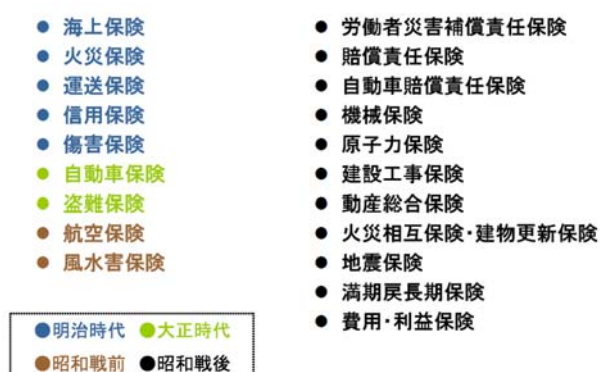 ● 海上保険
● 火災保険
● 運送保険
● 信用保険
● 傷害保険
● 自動車保険
● 盗難保険
● 航空保険
● 風水害保険
● 労働者災害補償責任保険
● 賠償責任保険
● 自動車賠償責任保険
● 機械保険
● 原子力保険
● 建設工事保険
● 動産総合保険
● 火災相互保険・建物更新保険
● 地震保険
● 満期戻長期保険
● 費用・利益保険
●明治時代 ●大正時代
●昭和戦前 ●昭和戦後